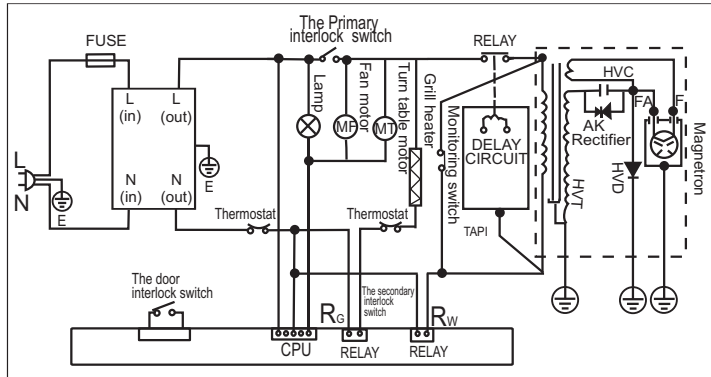 The Primary
interlock switch
FUSE
RELAY
L
(in)
L
(out)
N
(in)
N
(out)
E
L
N
E
Lamp
Fan motor
Turn table motor
Grill heater
Monitoring switch
MF
MT
DELAY
CIRCUIT
TAPI
HVC
FA
F
AK
Rectifier
HVT
HVD
Magnetron
Thermostat
Thermostat
The door
interlock switch
The secondary
interlock
switch
RG
RW
CPU
RELAY
RELAY